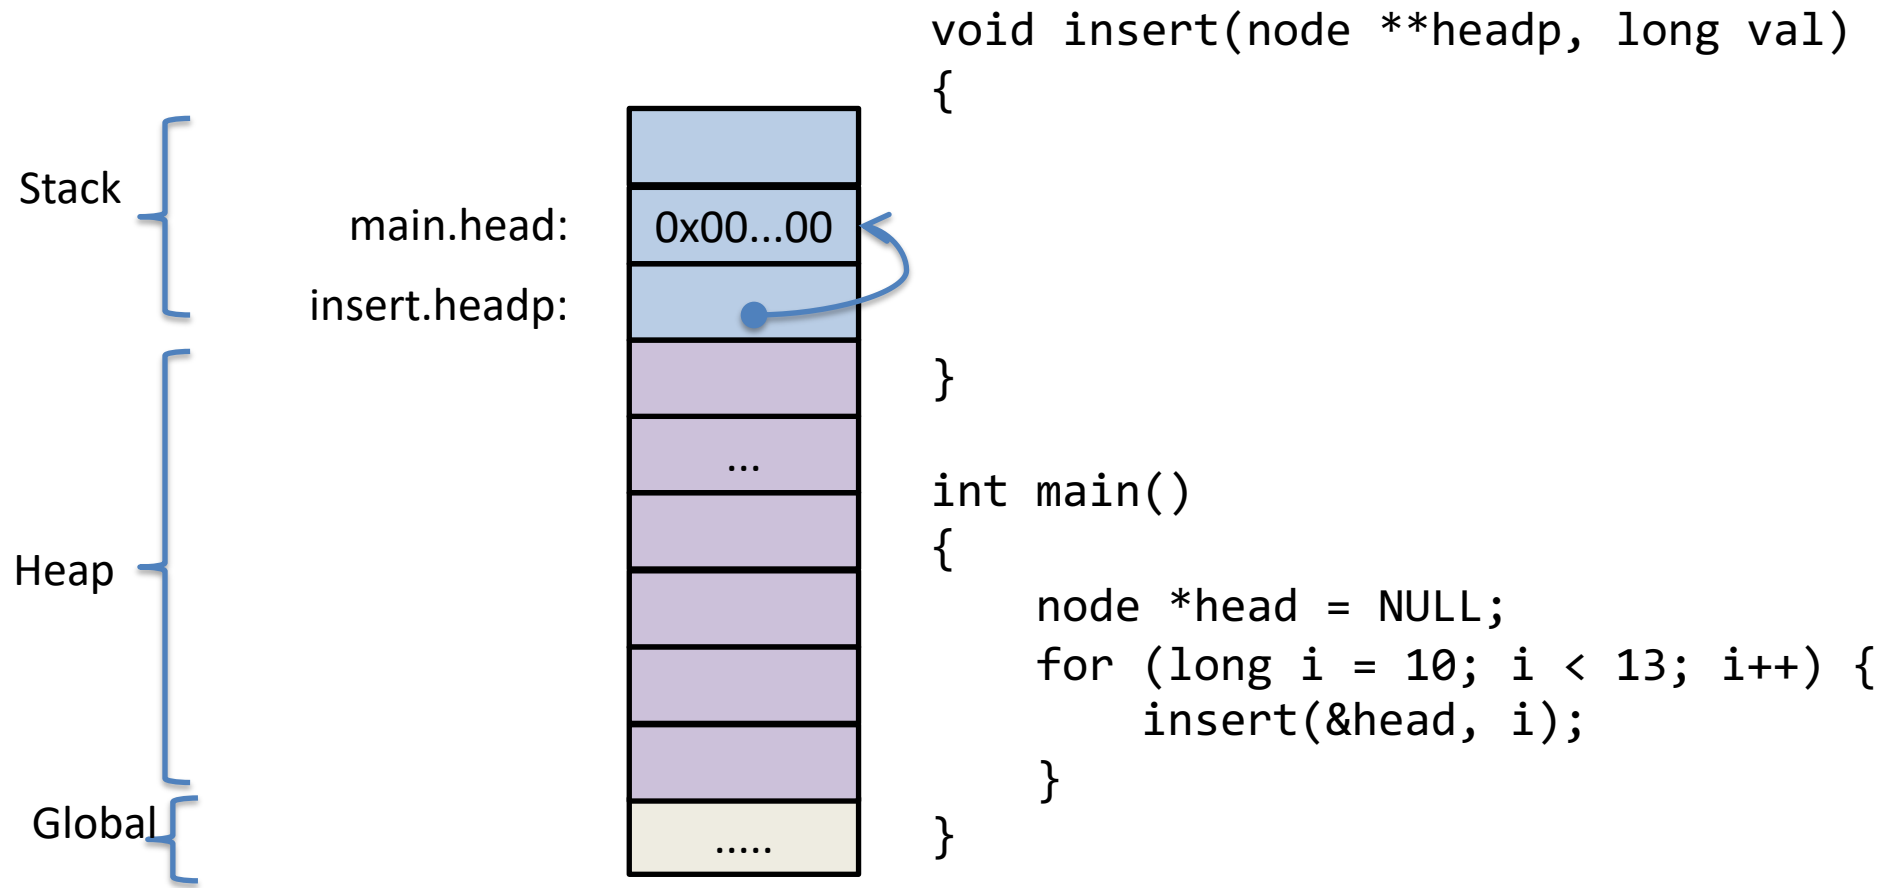 Stack
main.head:
0x00...00
insert.headp:
...
Heap
Global
.....
void insert(node **headp, long val)
{
}
int main()
{
node *head = NULL;
for (long i = 10; i < 13; i++) {
insert(&head, i);
}
}